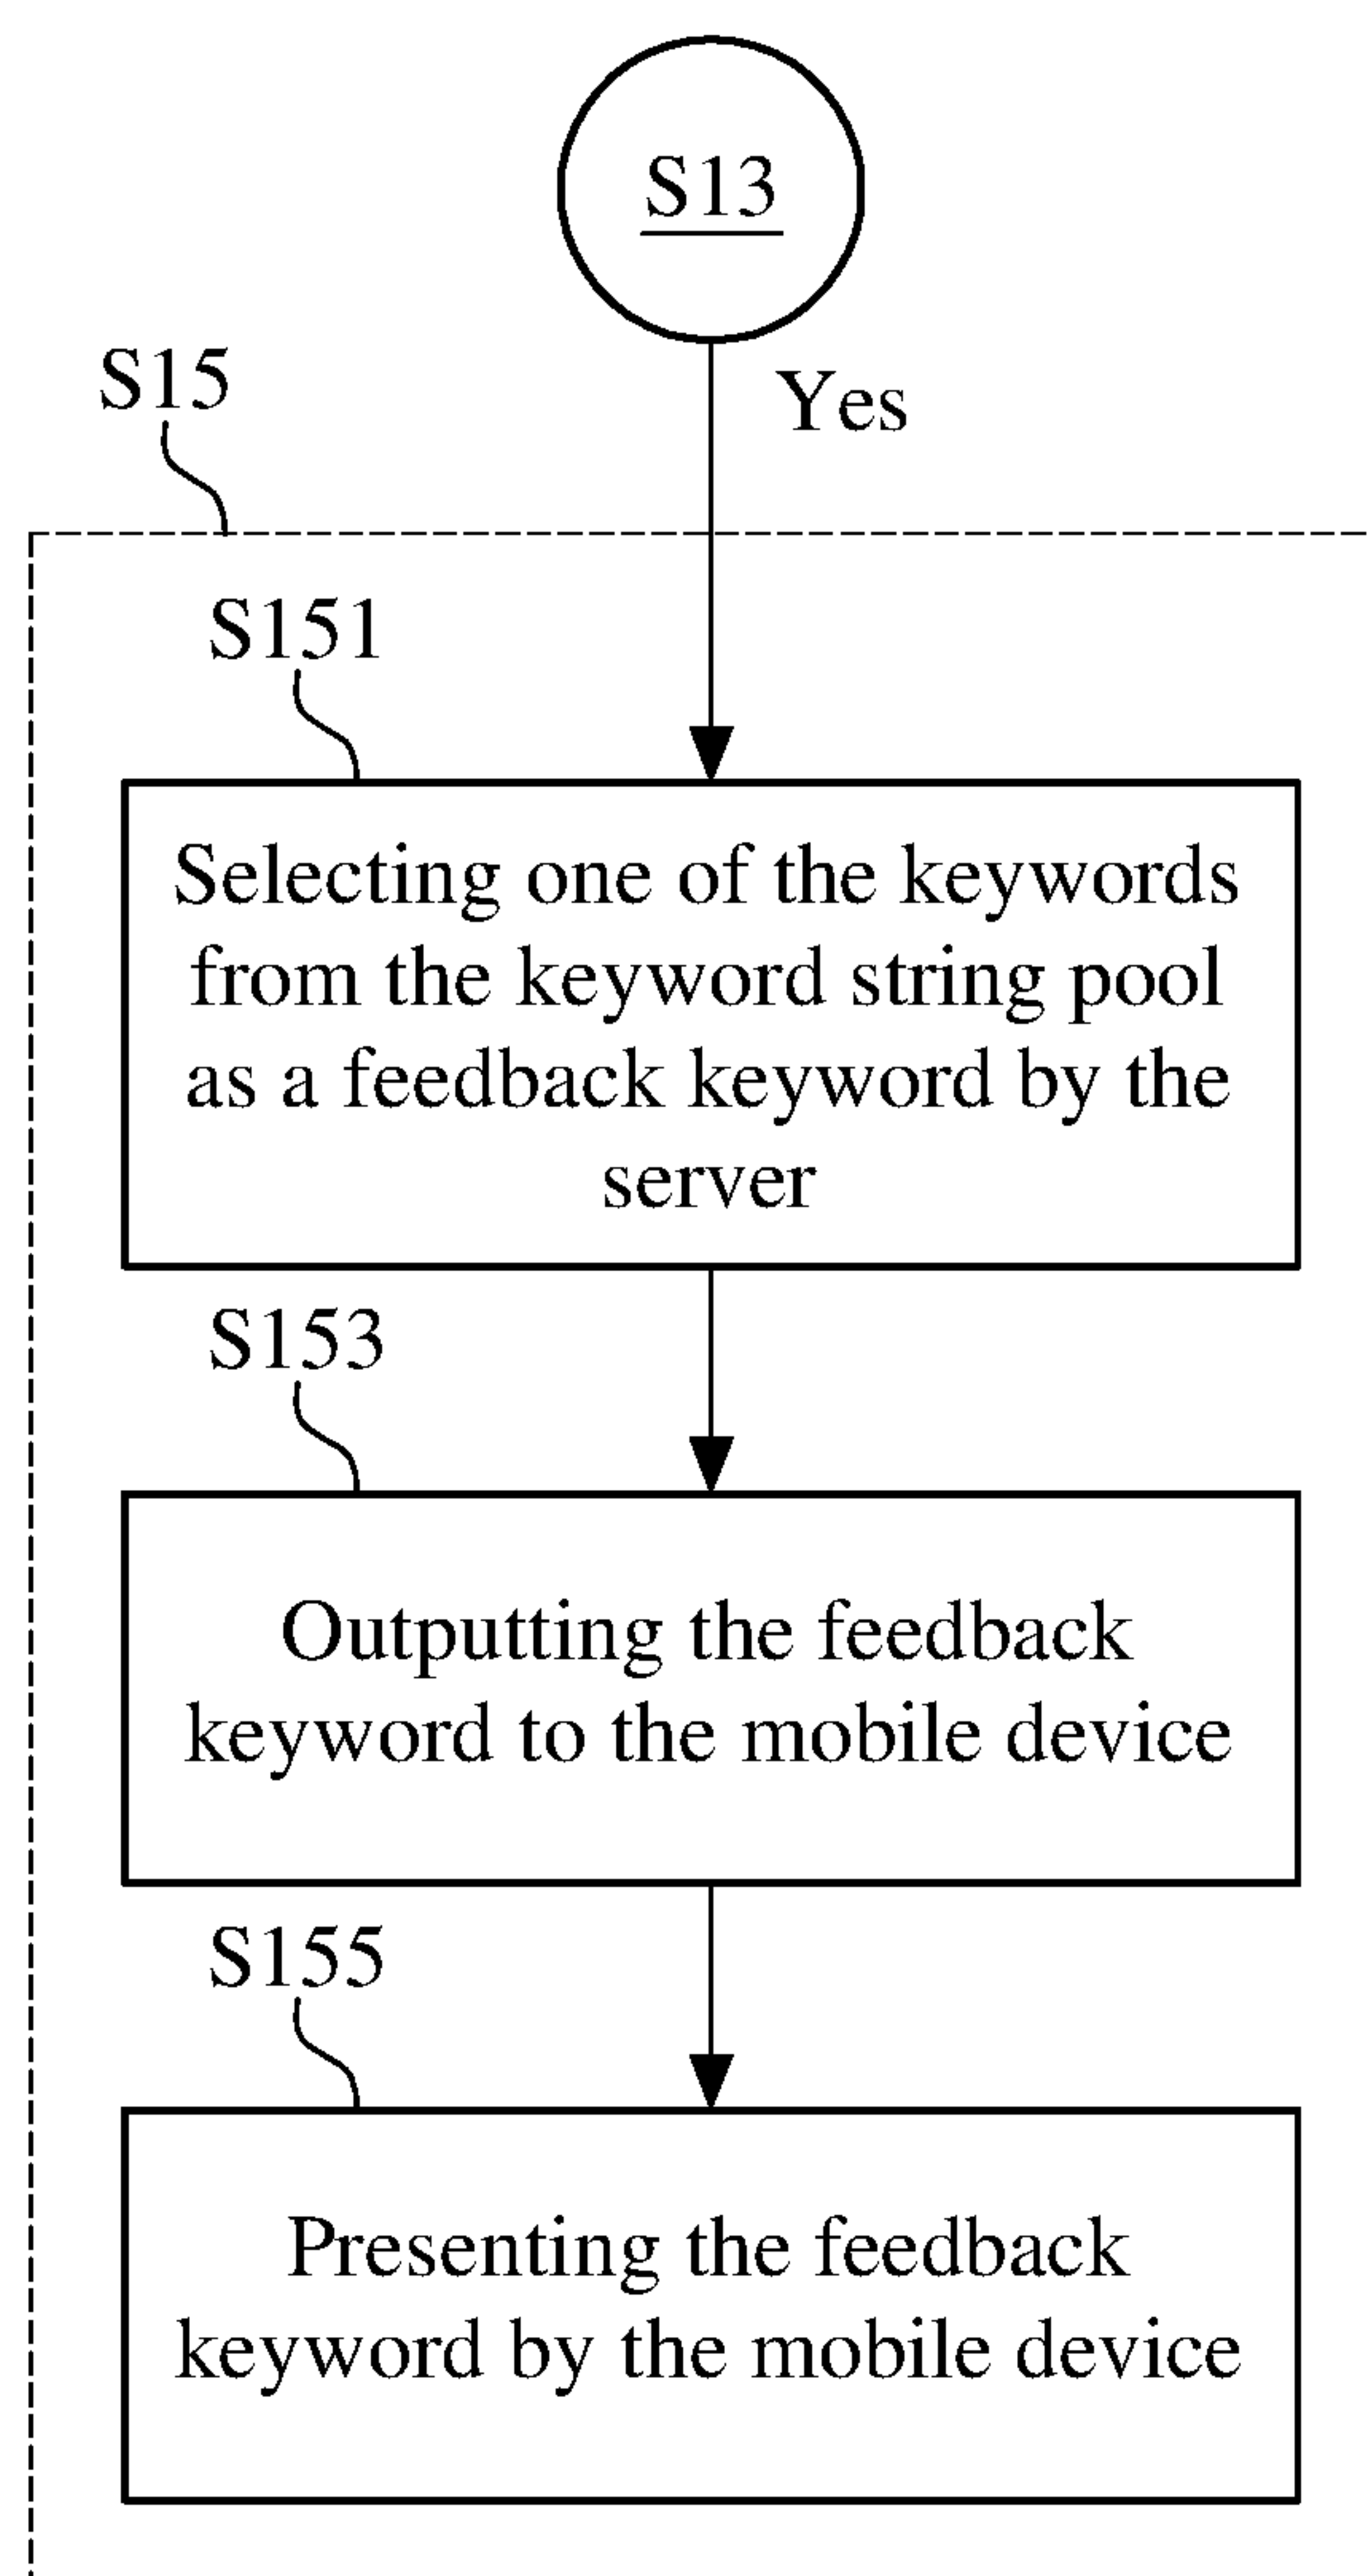 S13
Yes
S15
S151
Selecting one of the keywords
from the keyword string pool
as a feedback keyword by the
server
S153
Outputting the feedback
keyword to the mobile device
S155
Presenting the feedback
keyword by the mobile device